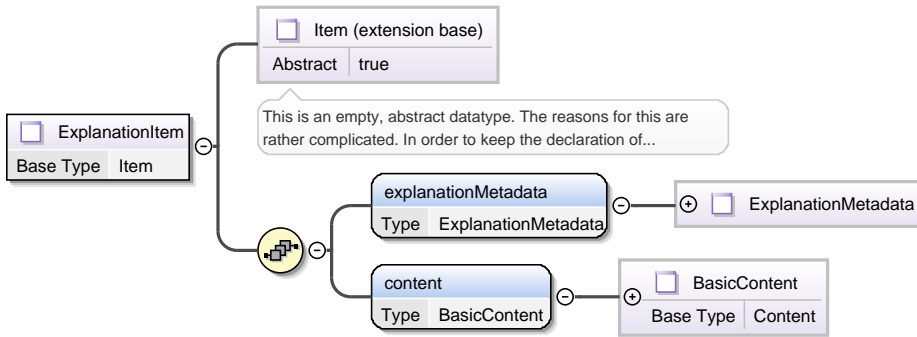 Item (extension base)
Abstract true
This is an empty, abstract datatype. The reasons for this are
rather complicated. In order to keep the declaration of...
ExplanationItem
Base Type Item
explanationMetadata
Type ExplanationMetadata
ExplanationMetadata
content
Type BasicContent
BasicContent
Base Type Content